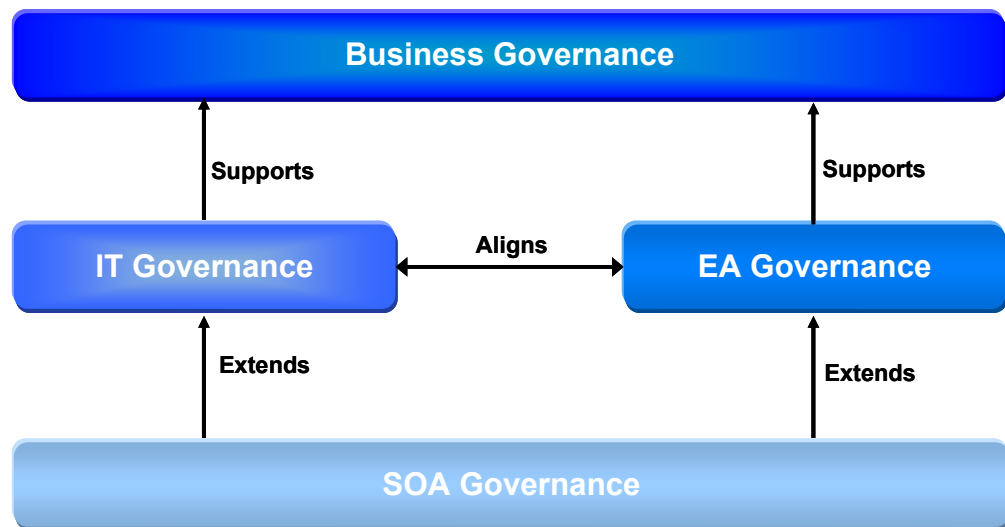 Business Governance
Supports
Supports
IT Governance
Aligns
EA Governance
Extends
Extends
SOA Governance